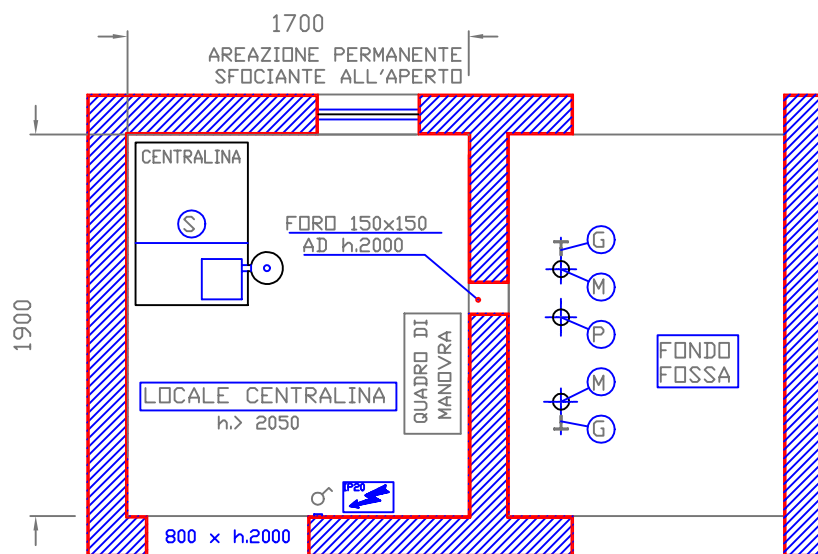 1700
AREAZIONE PERMANENTE
SFOCIANTE ALL'APERTO
CENTRALINA
S
FORO 150x150
AD h.2000
G
M
P
M
G
1900
QUADRO DI
MANOVRA
FONDO
FOSSA
LOCALE CENTRALINA
h.> 2050
IP20
800 x h.2000